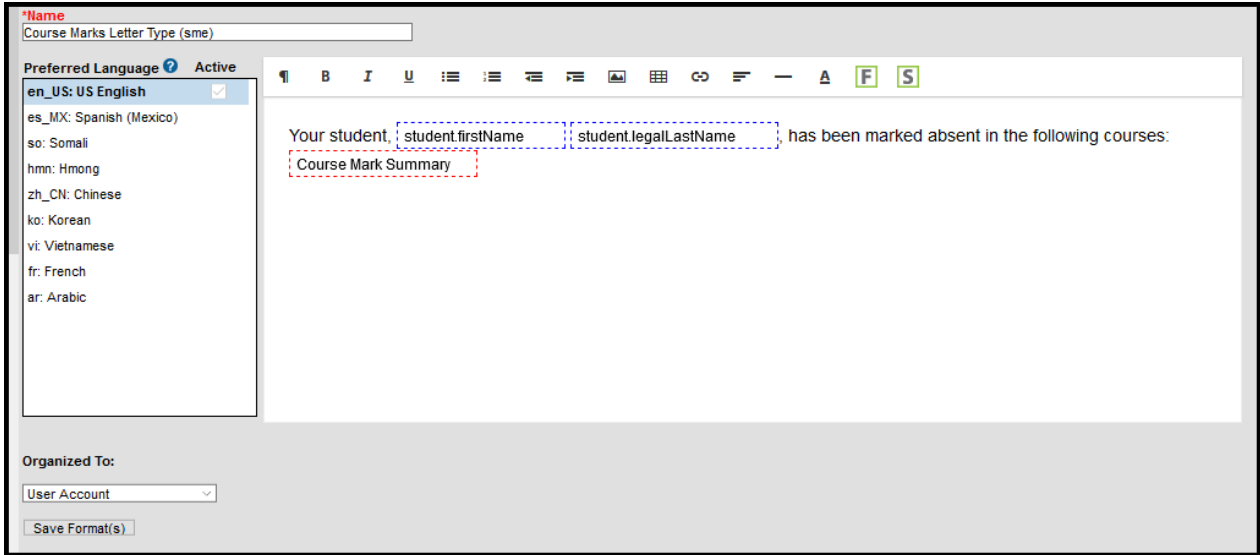 *Name
Course Marks Letter Type (sme)
Preferred Language ? Active
en_US: US English
es_MX: Spanish (Mexico)
so: Somali
hmn: Hmong
zh_CN: Chinese
ko: Korean
vi: Vietnamese
fr: French
ar: Arabic
¶ B I U A F S
Your student, student.firstName student.legalLastName , has been marked absent in the following courses:
Course Mark Summary
Organized To:
User Account
Save Format(s)